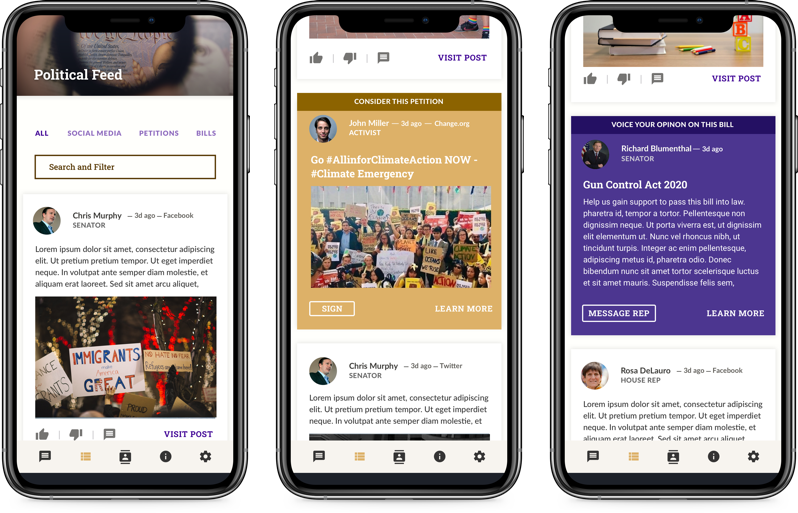 Political Feed
ALL
SOCIAL MEDIA
PETITIONS
BILLS
Search and Filter
Chris Murphy — 3d ago — Facebook
SENATOR
Lorem ipsum dolor sit amet, consectetur adipiscing
elit. Ut pretium pretium tempor. Ut eget imperdiet
neque. In volutpat ante semper diam molestie, et
aliquam erat laoreet. Sed sit amet arcu aliquet,
IMMIGRANTS
make
America
GREAT
NO HATE NO FEAR
PROUD
VISIT POST
VISIT POST
CONSIDER THIS PETITION
John Miller — 3d ago — Change.org
ACTIVIST
Go #AllinforClimateAction NOW -
#Climate Emergency
CLIMATE
ACTION
SIGN
LEARN MORE
Chris Murphy — 3d ago — Twitter
SENATOR
Lorem ipsum dolor sit amet, consectetur adipiscing
elit. Ut pretium pretium tempor. Ut eget imperdiet
neque. In volutpat ante semper diam molestie, et
A
B
C
VISIT POST
VOICE YOUR OPINON ON THIS BILL
Richard Blumenthal — 3d ago
SENATOR
Gun Control Act 2020
Help us gain support to pass this bill into law.
pharetra id, tempor a tortor. Pellentesque non
dignissim neque. Ut porta viverra est, ut dignissim
elit elementum ut. Nunc vel rhoncus nibh, ut
tincidunt turpis. Integer ac enim pellentesque,
adipiscing metus id, pharetra odio. Donec
bibendum nunc sit amet tortor scelerisque luctus
et sit amet mauris. Suspendisse felis sem,
MESSAGE REP
LEARN MORE
Rosa DeLauro — 3d ago — Facebook
HOUSE REP
Lorem ipsum dolor sit amet, consectetur adipiscing
elit. Ut pretium pretium tempor. Ut eget imperdiet
neque. In volutpat ante semper diam molestie, et
aliquam erat laoreet. Sed sit amet arcu aliquet,